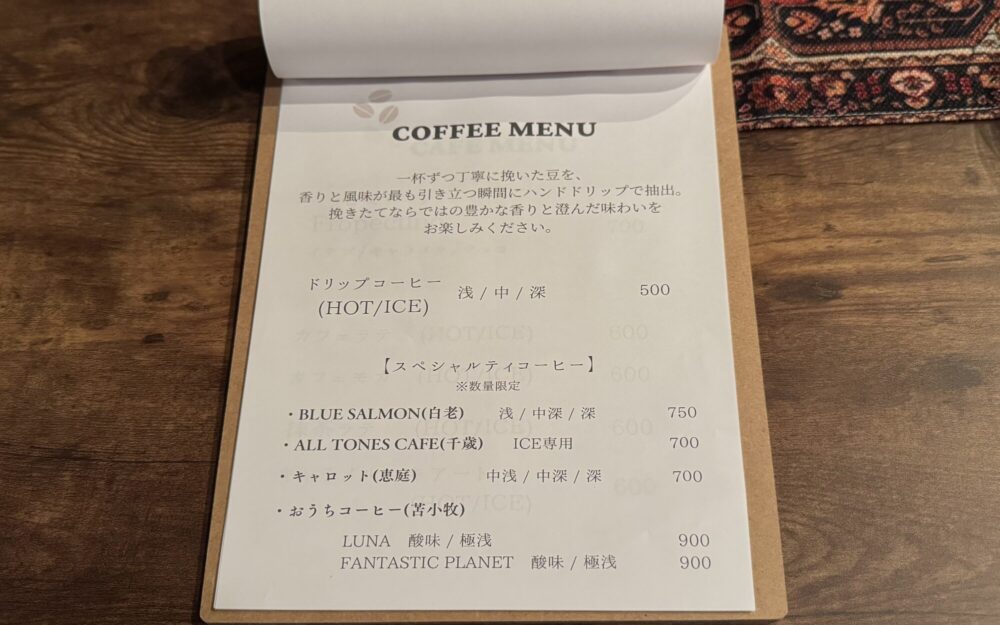 COFFEE MENU
一杯ずつ丁寧に挽いた豆を、
香りと風味が最も引き立つ瞬間にハンドドリップで抽出。
挽きたてならではの豊かな香りと澄んだ味わいを
お楽しみください。
ドリップコーヒー
(HOT/ICE) 浅 / 中 / 深 500
【スペシャルティコーヒー】
※数量限定
・BLUE SALMON(白老) 浅 / 中深 / 深 750
・ALL TONES CAFE(千歳) ICE専用 700
・キャロット(恵庭) 中浅 / 中深 / 深 700
・おうちコーヒー(苫小牧)
LUNA 酸味 / 極浅 900
FANTASTIC PLANET 酸味 / 極浅 900